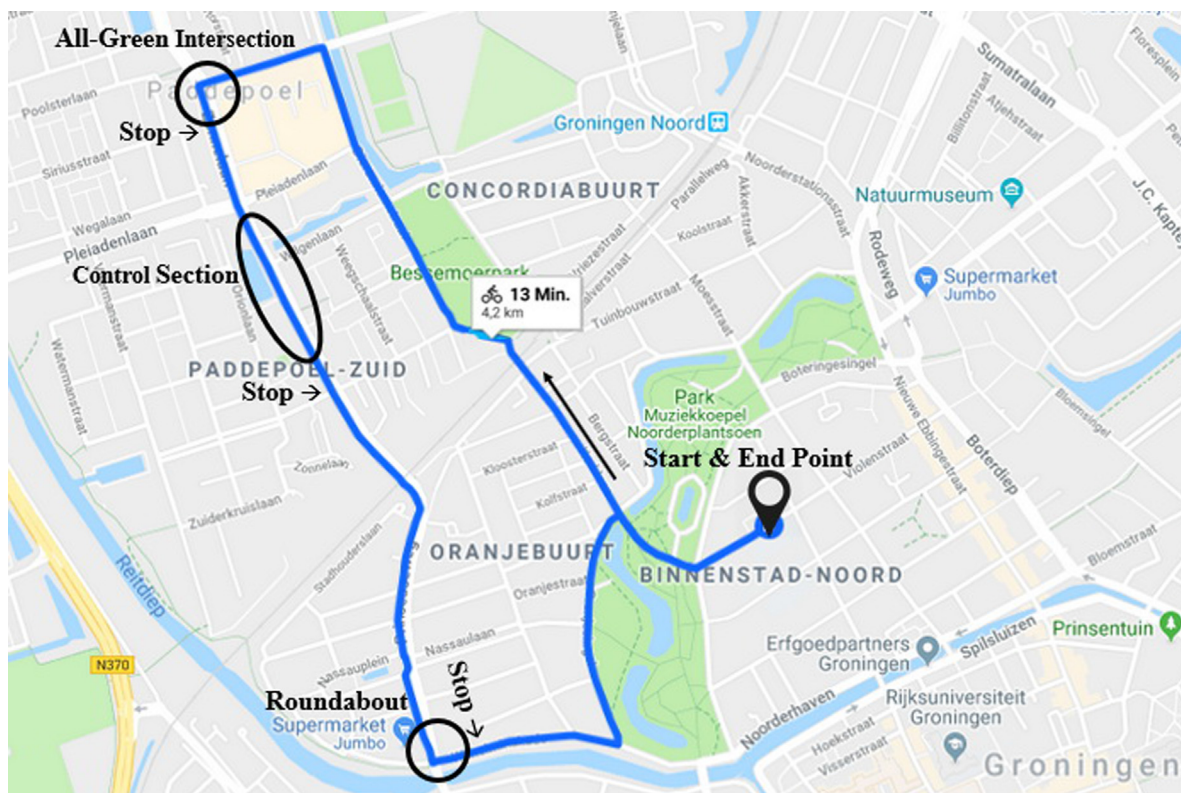 All-Green Intersection
Paddepoel
Poolsterlaan
Stop →
Siriusstraat
Pleiadenlaan
Wegalaan
Pleiadenlaan
Control Section
Wilgenlaan
Weegschaalstraat
Orionlaan
Watermanstraat
PADDEPOEL-ZUID
Stop →
Zonnelaan
Zuiderkruislaan
Stadhouderslaan
Reitdiep
N370
CONCORDIABUURT
Groningen Noord
Bessemoerpark
13 Min.
4,2 km
Parallelweg
Akkerstraat
Koolstraat
Noorderstationsstraat
Tuinbouwstraat
Moesstraat
Sumatralaan
Billitonstraat
Atjehstraat
Floresplein
J.C. Kapte
Natuurmuseum
Rodeweg
Supermarket
Jumbo
Boteringesingel
Bloemsingel
Park
Muziekkoepel
Noorderplantsoen
Start & End Point
Violenstraat
Nieuwe Ebbingestraat
Boterdiep
Bergstraat
Kloosterstraat
Kolfstraat
ORANJEBUURT
Oranjestraat
BINNENSTAD-NOORD
Bloemstraat
Prinsentuin
Nassaulaan
Nassauplein
Stop →
Roundabout
Supermarket
Jumbo
Erfgoedpartners
Groningen
Spilsluizen
Rijksuniversiteit
Groningen
Noorderhaven
Hoekstraat
Visserstraat
Groningen